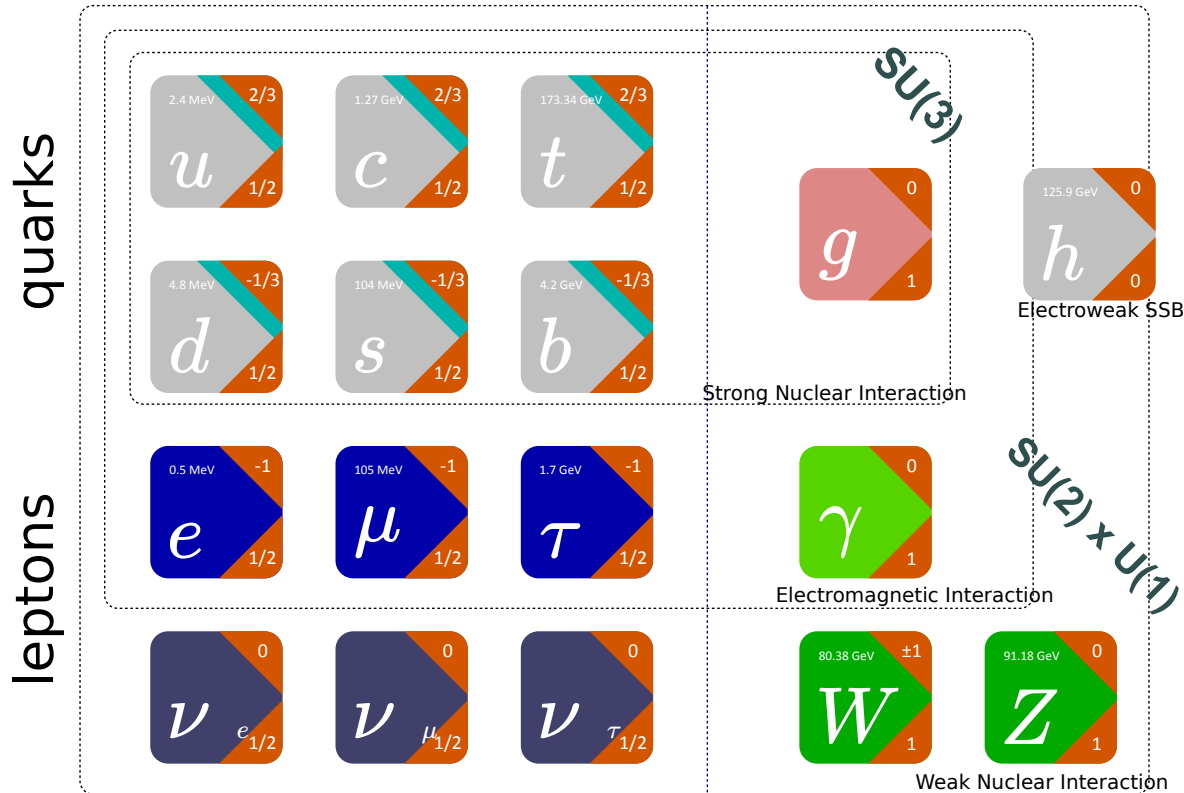 quarks
leptons
SU(3)
SU(2) x U(1)
2.4 MeV
2/3
u
1/2
1.27 GeV
2/3
c
1/2
173.34 GeV
2/3
t
1/2
0
g
1
125.9 GeV
0
h
0
Electroweak SSB
4.8 MeV
-1/3
d
1/2
104 MeV
-1/3
s
1/2
4.2 GeV
-1/3
b
1/2
Strong Nuclear Interaction
0.5 MeV
-1
e
1/2
105 MeV
-1
μ
1/2
1.7 GeV
-1
τ
1/2
0
γ
1
Electromagnetic Interaction
0
ν e
1/2
0
ν μ
1/2
0
ν τ
1/2
80.38 GeV
±1
W
1
91.18 GeV
0
Z
1
Weak Nuclear Interaction